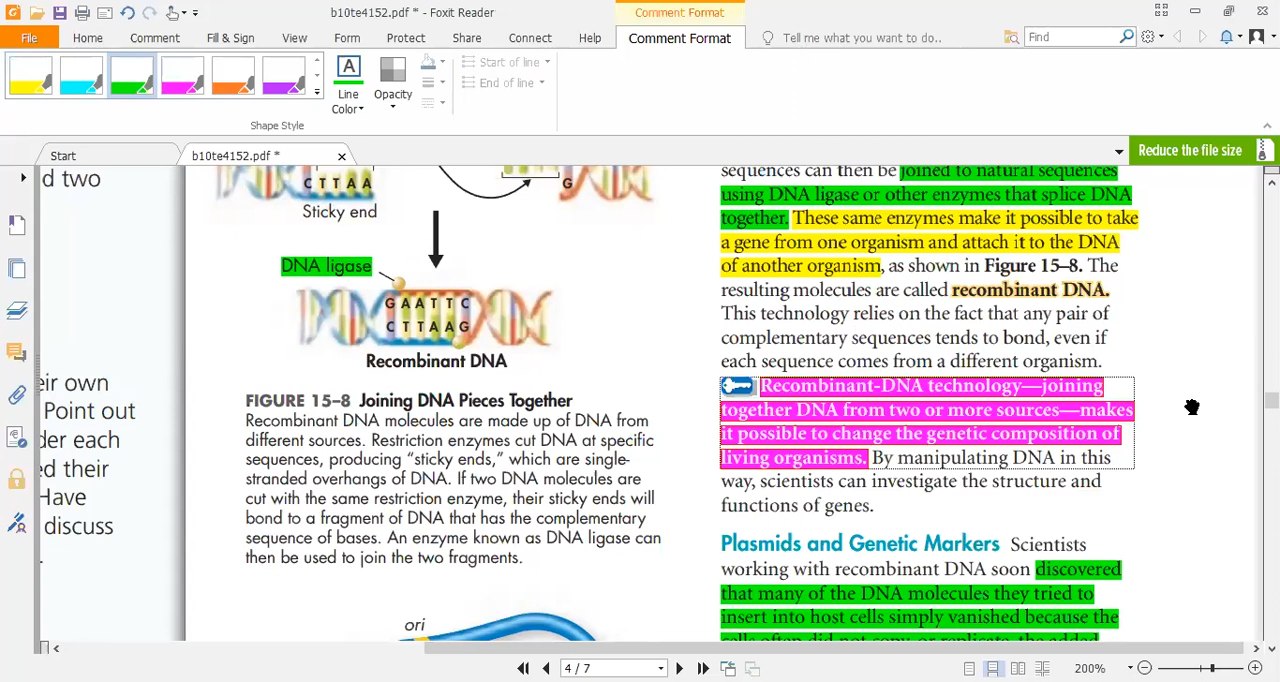 b10te4152.pdf * - Foxit Reader
Comment Format
File
Home
Comment
Fill & Sign
View
Form
Protect
Share
Connect
Help
Comment Format
Tell me what you want to do..
Find
Line
Color
Opacity
Start of line
End of line
Shape Style
Start
b10te4152.pdf *
Reduce the file size
d two
eir own
Point out
der each
ed their
Have
discuss
CTTAA
G
Sticky end
DNA ligase
GAATTC
CTTAAG
Recombinant DNA
FIGURE 15–8 Joining DNA Pieces Together
Recombinant DNA molecules are made up of DNA from
different sources. Restriction enzymes cut DNA at specific
sequences, producing “sticky ends,” which are single-
stranded overhangs of DNA. If two DNA molecules are
cut with the same restriction enzyme, their sticky ends will
bond to a fragment of DNA that has the complementary
sequence of bases. An enzyme known as DNA ligase can
then be used to join the two fragments.
ori
sequences can then be joined to natural sequences
using DNA ligase or other enzymes that splice DNA
together. These same enzymes make it possible to take
a gene from one organism and attach it to the DNA
of another organism, as shown in Figure 15–8. The
resulting molecules are called recombinant DNA.
This technology relies on the fact that any pair of
complementary sequences tends to bond, even if
each sequence comes from a different organism.
Recombinant-DNA technology—joining
together DNA from two or more sources—makes
it possible to change the genetic composition of
living organisms. By manipulating DNA in this
way, scientists can investigate the structure and
functions of genes.
Plasmids and Genetic Markers Scientists
working with recombinant DNA soon discovered
that many of the DNA molecules they tried to
insert into host cells simply vanished because the
cells often did not copy, or replicate, the added
4 / 7
200%